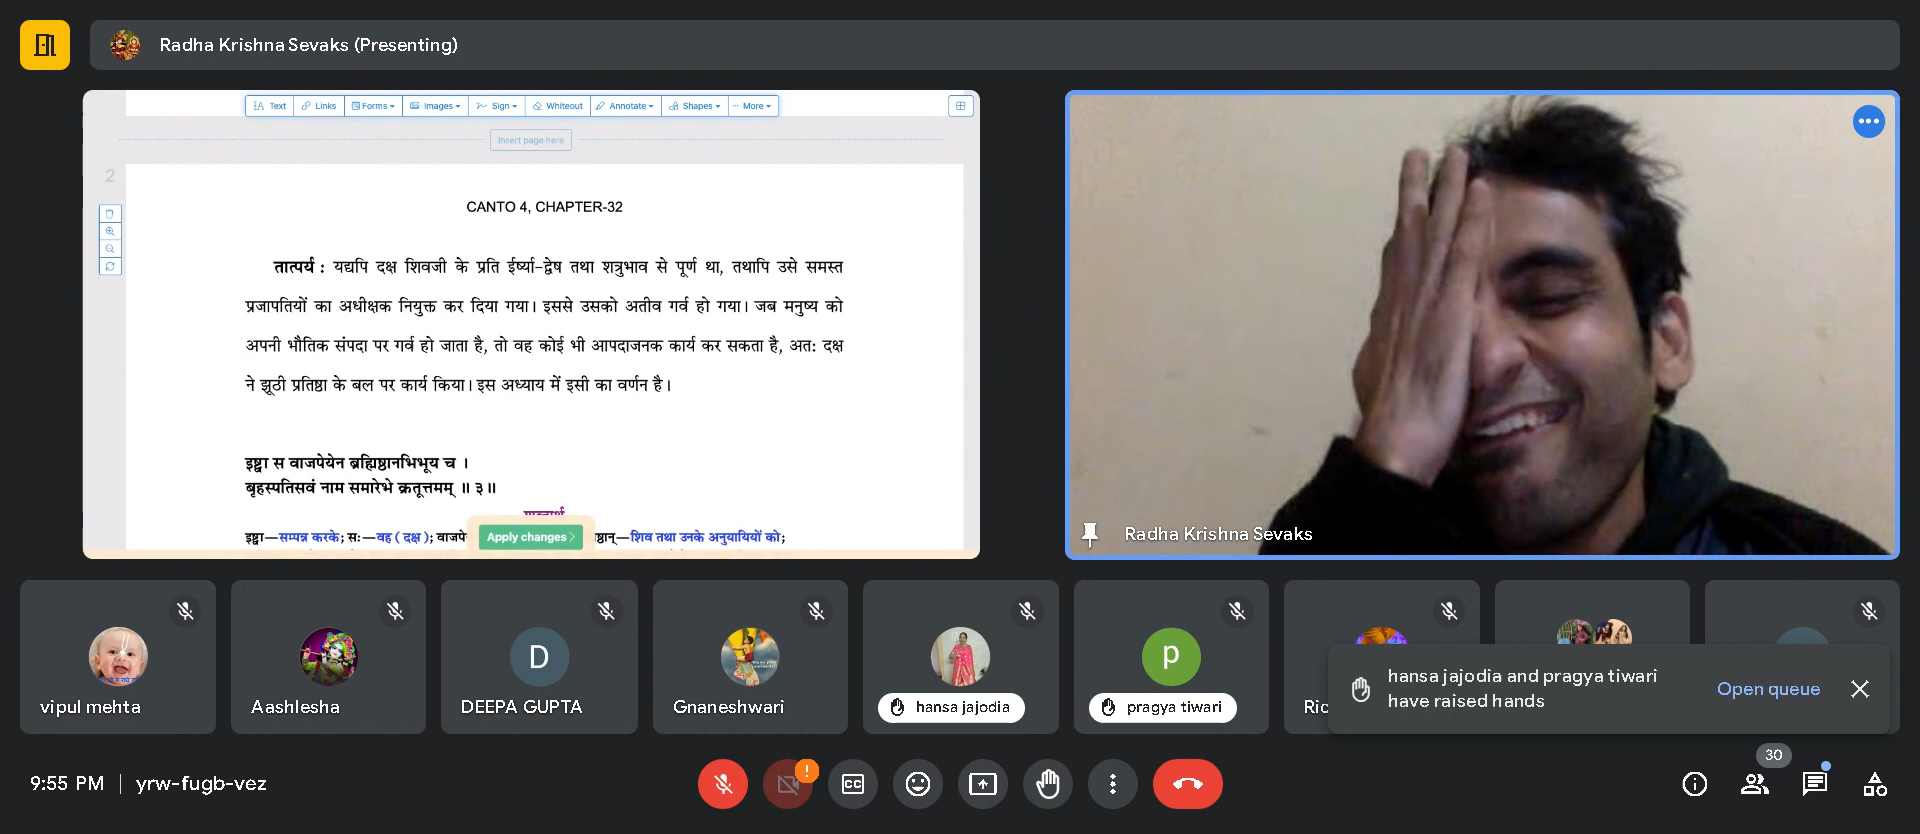 Radha Krishna Sevaks (Presenting)
Text Links Forms Images Sign Whiteout Annotate Shapes More
Insert page here
2
CANTO 4, CHAPTER-32
तात्पर्य : यद्यपि दक्ष शिवजी के प्रति ईर्ष्या-द्वेष तथा शत्रुभाव से पूर्ण था, तथापि उसे समस्त
प्रजापतियों का अधीक्षक नियुक्त कर दिया गया। इससे उसको अतीव गर्व हो गया। जब मनुष्य को
अपनी भौतिक संपदा पर गर्व हो जाता है, तो वह कोई भी आपदाजनक कार्य कर सकता है, अतः दक्ष
ने झूठी प्रतिष्ठा के बल पर कार्य किया। इस अध्याय में इसी का वर्णन है।
इष्ट्वा स वाजपेयेन ब्रह्मिष्ठानभिभूय च ।
बृहस्पतिसवं नाम समारेभे क्रतूत्तमम् ॥ ३॥
इष्ट्वा—सम्पन्न करके; सः—वह ( दक्ष ); वाजपे
Apply changes
ष्ठान्—शिव तथा उनके अनुयायियों को;
Radha Krishna Sevaks
vipul mehta
Aashlesha
D
DEEPA GUPTA
Gnaneshwari
hansa jajodia
p
pragya tiwari
Ric
hansa jajodia and pragya tiwari
have raised hands
Open queue
9:55 PM | yrw-fugb-vez
CC
30